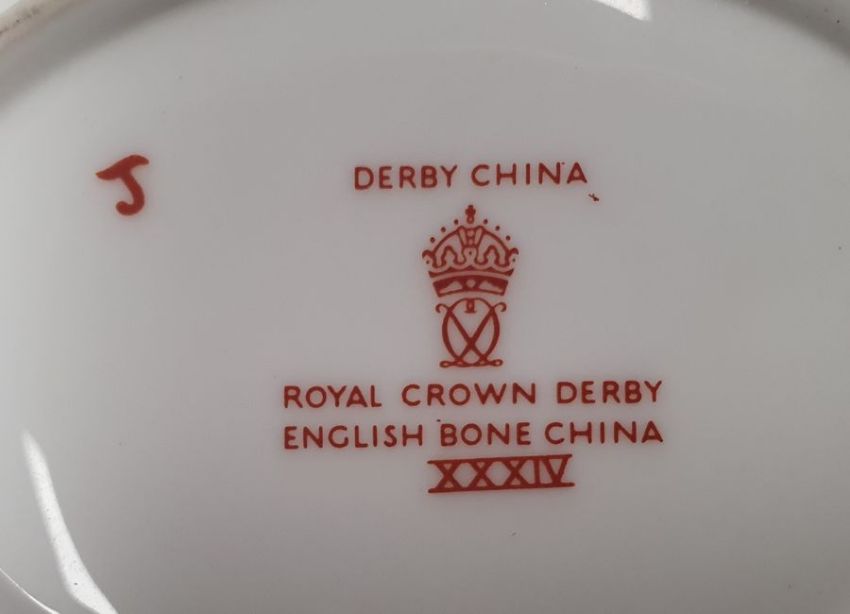 J
DERBY CHINA
ROYAL CROWN DERBY
ENGLISH BONE CHINA
XXXIV